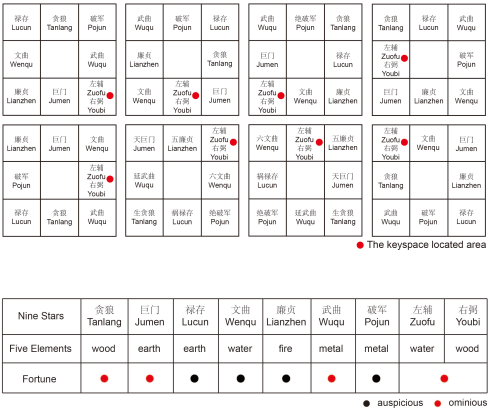 禄存 贪狼 破军
Lucun Tanlang Pojun
文曲 武曲
Wenqu Wuqu
廉贞 巨门 左辅
Lianzhen Jumen Zuofu
右弼
Youbi
武曲 破军 禄存
Wuqu Pojun Lucun
廉贞 贪狼
Lianzhen Tanlang
文曲 左辅 巨门
Wenqu Zuofu Jumen
右弼
Youbi
武曲 绝破军 禄存
Wuqu Pojun Lucun
巨门 贪狼
Jumen Lucun
左辅 文曲 廉贞
Zuofu Wenqu Lianzhen
右弼
Youbi
贪狼 禄存 武曲
Tanlang Lucun Wuqu
左辅 破军
Zuofu Pojun
右弼
Youbi
廉贞 巨门 文曲
Lianzhen Jumen Wenqu
廉贞 巨门 文曲
Lianzhen Jumen Wenqu
破军 左辅
Pojun Zuofu
右弼
Youbi
禄存 贪狼 武曲
Lucun Tanlang Wuqu
天巨门 五廉贞 左辅
Jumen Lianzhen Zuofu
右弼
Youbi
延武曲 六文曲
Wuqu Wenqu
生贪狼 祸禄存 绝破军
Tanlang Lucun Pojun
六文曲 左辅 五廉贞
Wenqu Zuofu Lianzhen
右弼
Youbi
祸禄存 天巨门
Lucun Jumen
绝破军 延武曲 生贪狼
Pojun Wuqu Tanlang
左辅 文曲 巨门
Zuofu Wenqu Jumen
右弼
Youbi
贪狼 廉贞
Tanlang Lianzhen
武曲 破军 禄存
Wuqu Pojun Lucun
The keyspace located area
Nine Stars 贪狼 巨门 禄存 文曲 廉贞 武曲 破军 左辅 右弼
Tanlang Jumen Lucun Wenqu Lianzhen Wuqu Pojun Zuofu Youbi
Five Elements wood earth earth water fire metal metal water wood
Fortune
auspicious ominious